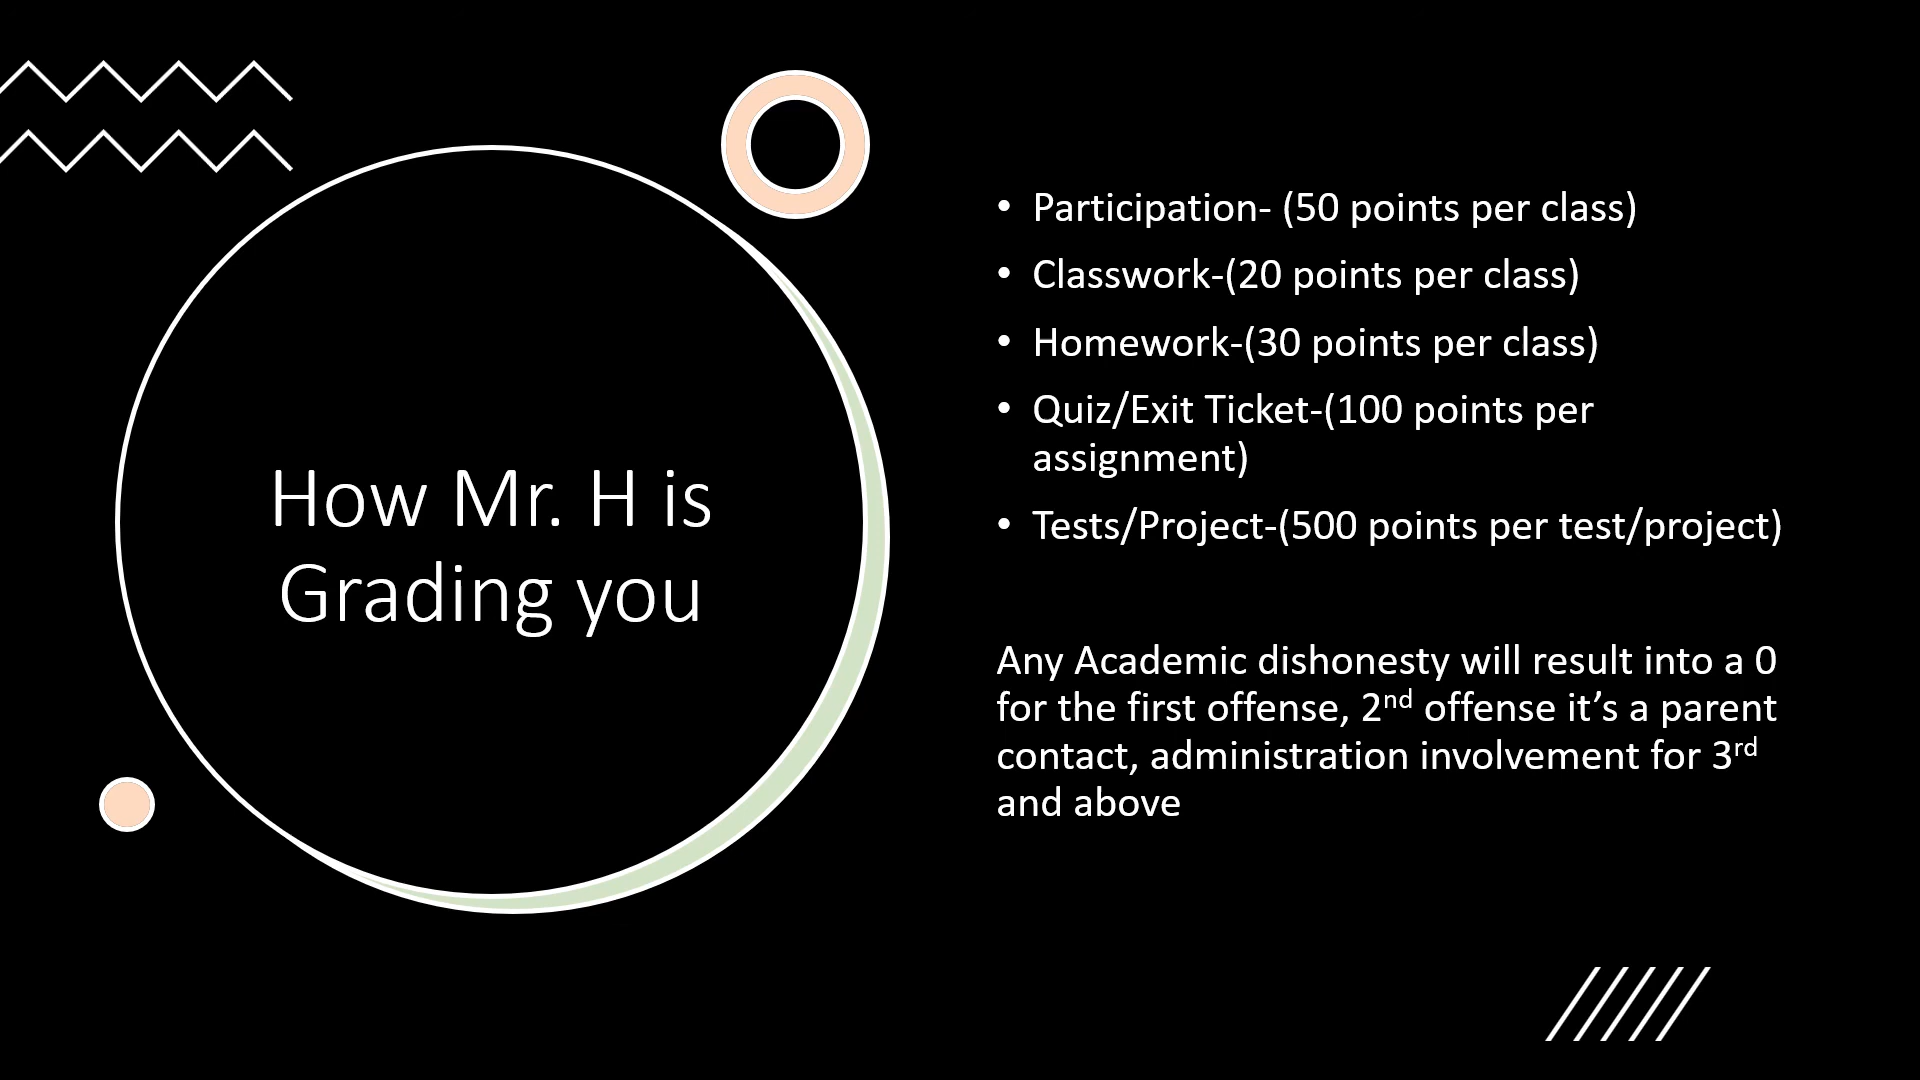 How Mr. H is
Grading you
• Participation- (50 points per class)
• Classwork-(20 points per class)
• Homework-(30 points per class)
• Quiz/Exit Ticket-(100 points per
assignment)
• Tests/Project-(500 points per test/project)
Any Academic dishonesty will result into a 0
for the first offense, 2nd offense it’s a parent
contact, administration involvement for 3rd
and above